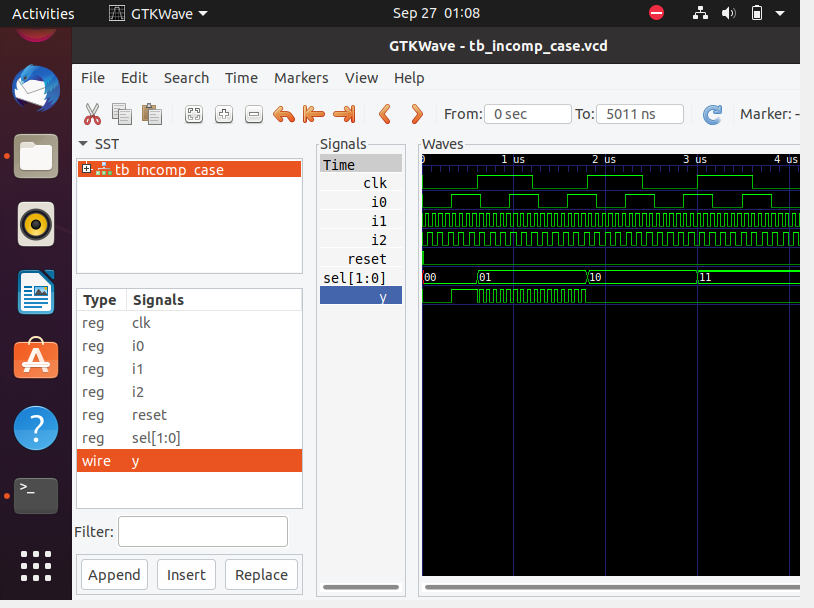 Activities GTKWave Sep 27 01:08
GTKWave - tb_incomp_case.vcd
File Edit Search Time Markers View Help
From: 0 sec To: 5011 ns Marker: -
SST
tb_incomp_case
Type Signals
reg clk
reg i0
reg i1
reg i2
reg reset
reg sel[1:0]
wire y
Filter:
Append Insert Replace
Signals
Time
clk
i0
i1
i2
reset
sel[1:0]
y
Waves
0 1 us 2 us 3 us 4 us
00 01 10 11
>_
?